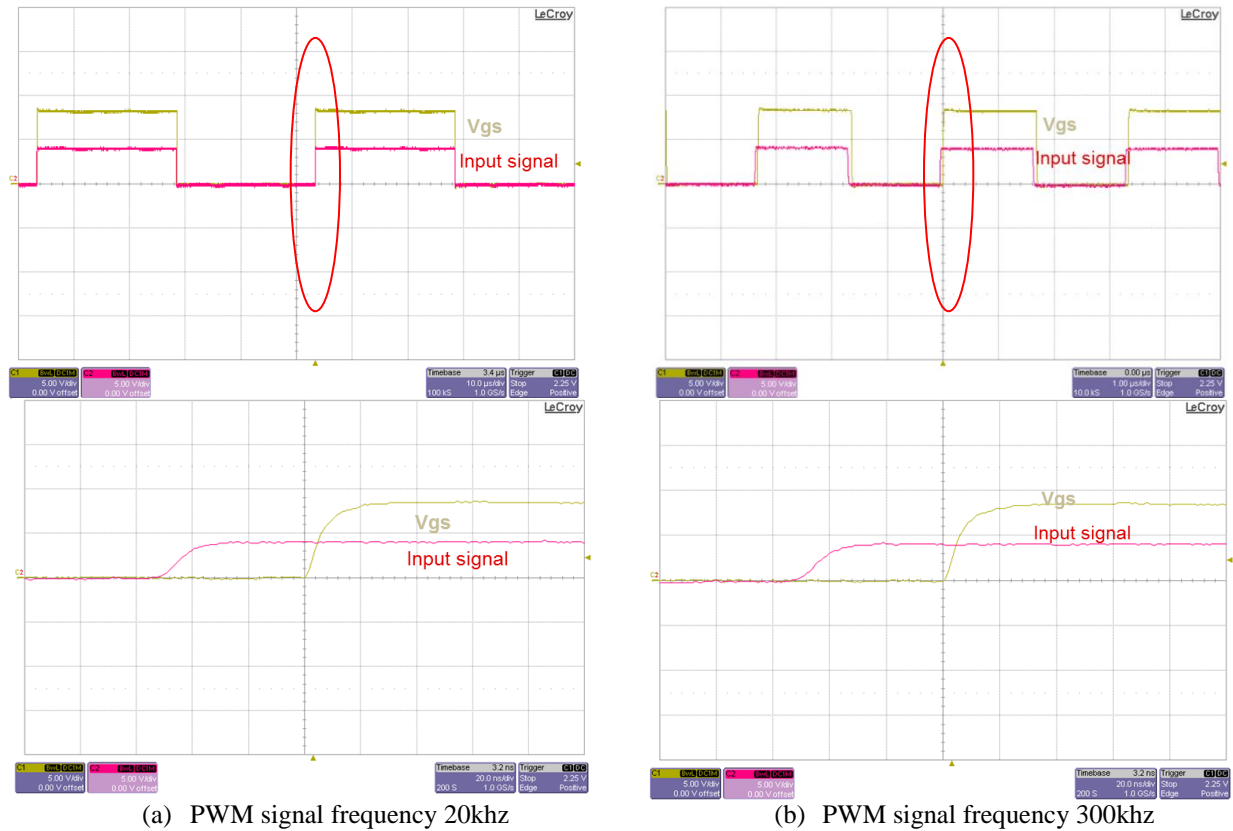 LeCroy
Vgs
Input signal
C2
C1 BwL DC1M
5.00 V/div
0.00 V offset
C2 BwL DC1M
5.00 V/div
0.00 V offset
Timebase 3.4 µs
10.0 µs/div
100 kS 1.0 GS/s
Trigger C1 DC
Stop 2.25 V
Edge Positive
LeCroy
Vgs
Input signal
C2
C1 BwL DC1M
5.00 V/div
0.00 V offset
C2 BwL DC1M
5.00 V/div
0.00 V offset
Timebase 0.00 µs
1.00 µs/div
10.0 kS 1.0 GS/s
Trigger C1 DC
Stop 2.25 V
Edge Positive
LeCroy
Vgs
Input signal
C2
C1 BwL DC1M
5.00 V/div
0.00 V offset
C2 BwL DC1M
5.00 V/div
0.00 V offset
Timebase 3.2 ns
20.0 ns/div
200 S 1.0 GS/s
Trigger C1 DC
Stop 2.25 V
Edge Positive
LeCroy
Vgs
Input signal
C2
C1 BwL DC1M
5.00 V/div
0.00 V offset
C2 BwL DC1M
5.00 V/div
0.00 V offset
Timebase 3.2 ns
20.0 ns/div
200 S 1.0 GS/s
Trigger C1 DC
Stop 2.25 V
Edge Positive
(a) PWM signal frequency 20khz
(b) PWM signal frequency 300khz